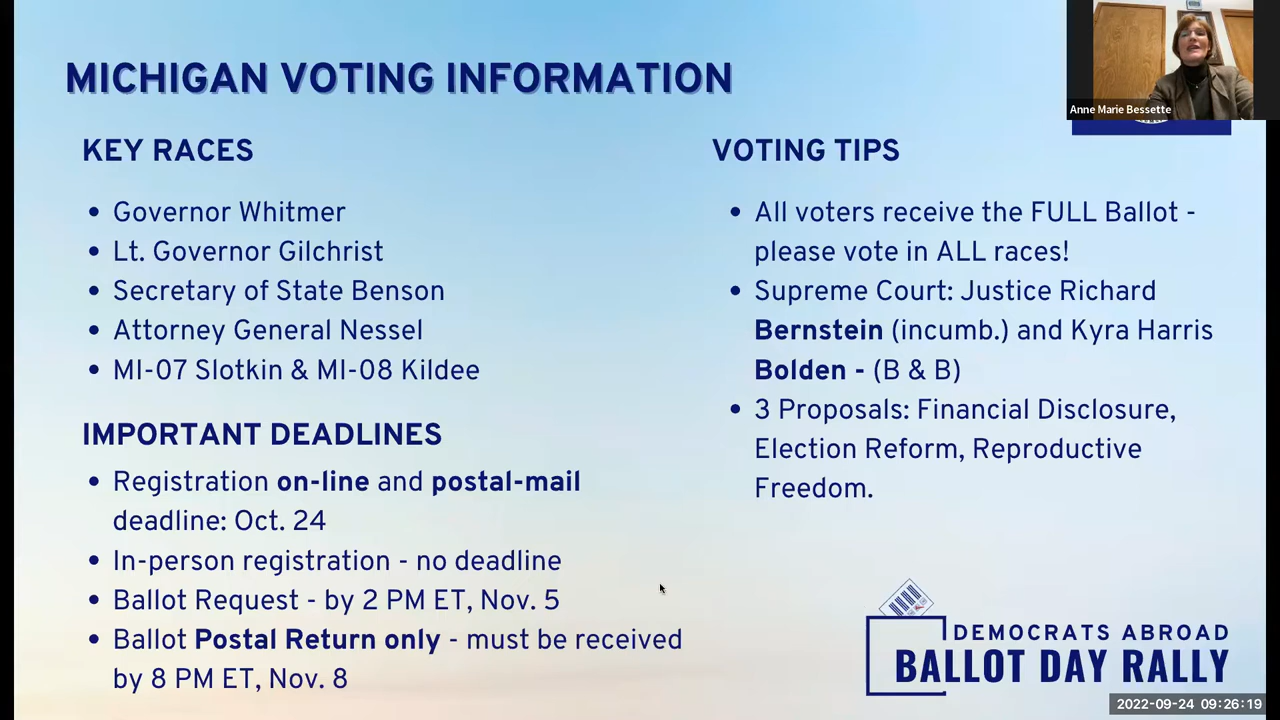 MICHIGAN VOTING INFORMATION
Anne Marie Bessette
KEY RACES
• Governor Whitmer
• Lt. Governor Gilchrist
• Secretary of State Benson
• Attorney General Nessel
• MI-07 Slotkin & MI-08 Kildee
IMPORTANT DEADLINES
• Registration on-line and postal-mail
deadline: Oct. 24
• In-person registration - no deadline
• Ballot Request - by 2 PM ET, Nov. 5
• Ballot Postal Return only - must be received
by 8 PM ET, Nov. 8
VOTING TIPS
• All voters receive the FULL Ballot -
please vote in ALL races!
• Supreme Court: Justice Richard
Bernstein (incumb.) and Kyra Harris
Bolden - (B & B)
• 3 Proposals: Financial Disclosure,
Election Reform, Reproductive
Freedom.
DEMOCRATS ABROAD
BALLOT DAY RALLY
2022-09-24 09:26:19